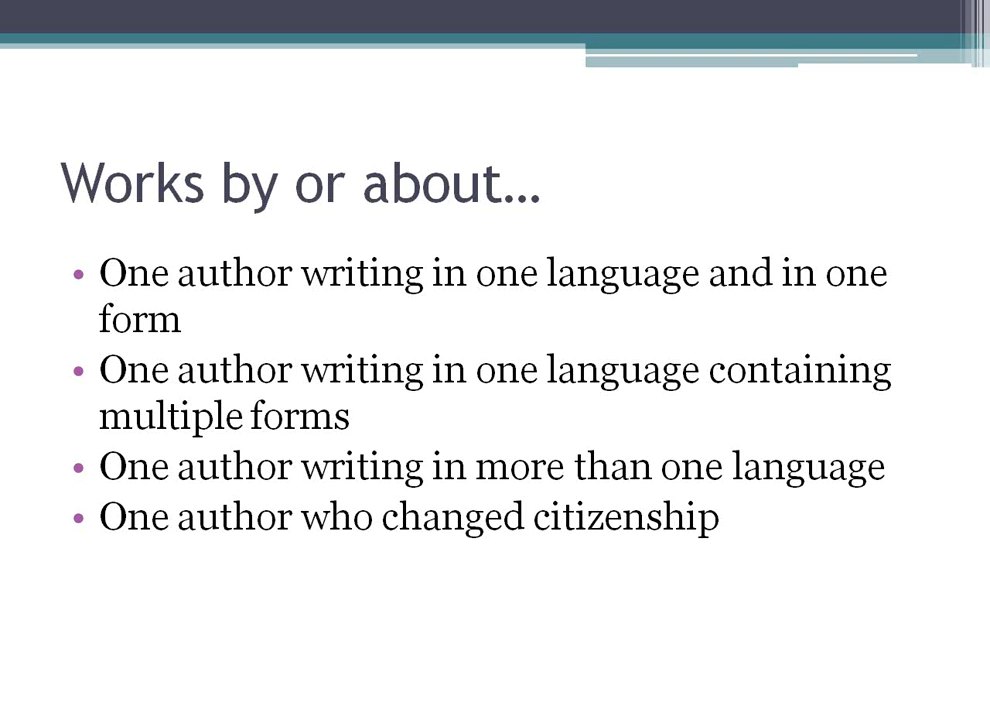 Works by or about…
• One author writing in one language and in one
form
• One author writing in one language containing
multiple forms
• One author writing in more than one language
• One author who changed citizenship